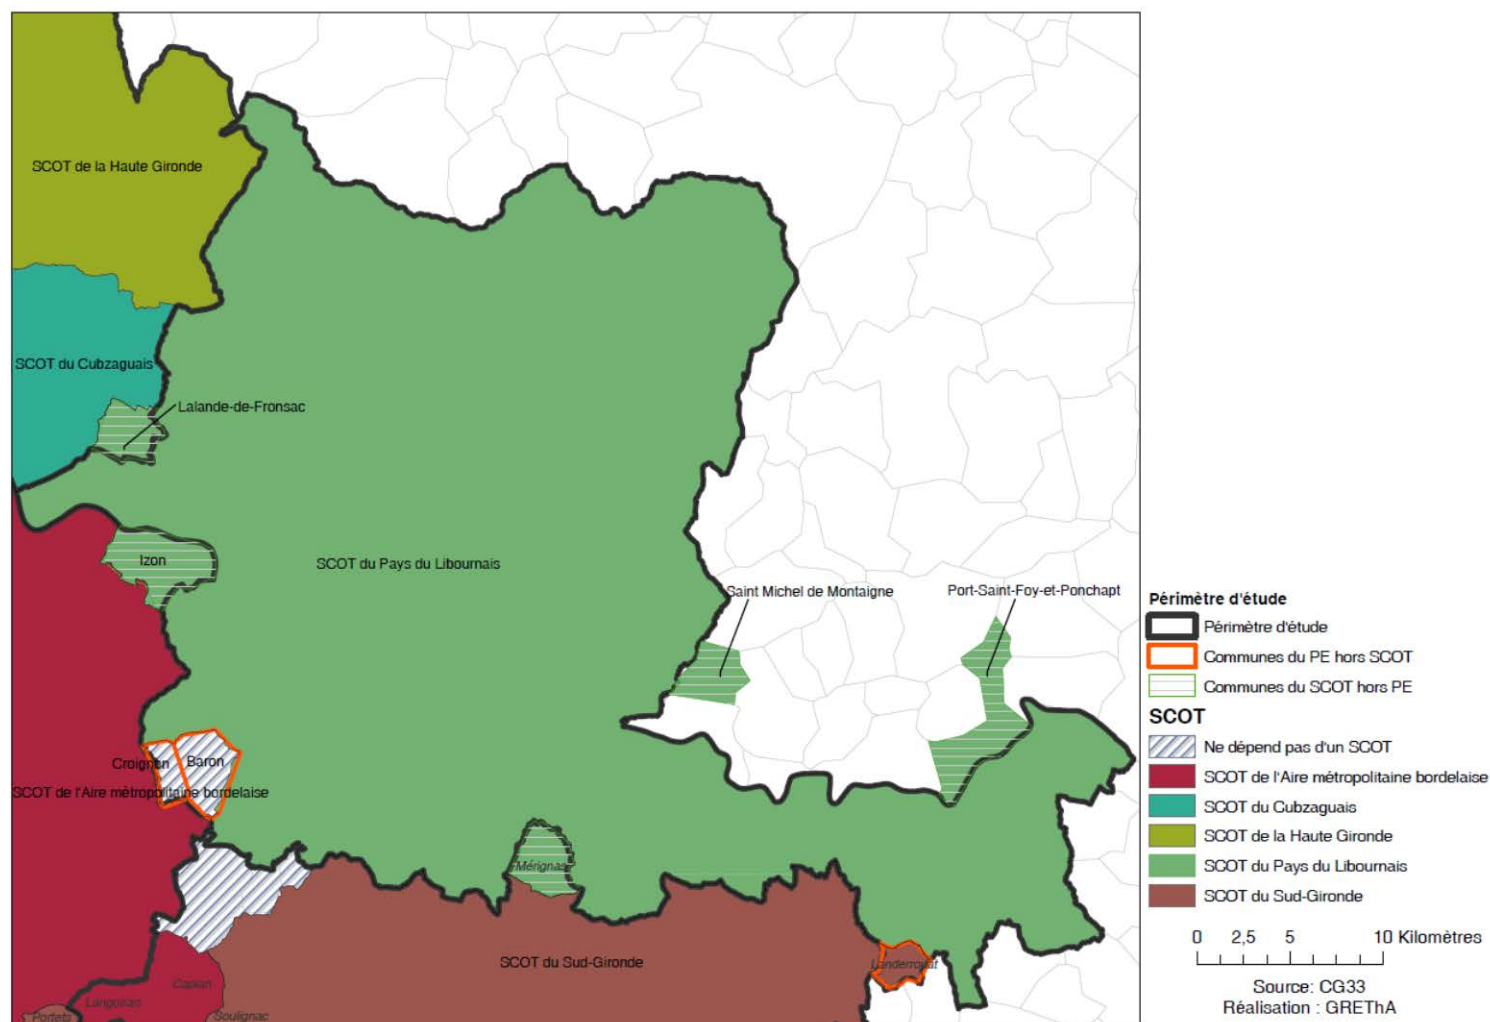 SCOT de la Haute Gironde
SCOT du Cubzaguais
Lalande-de-Fronsac
Izon
SCOT du Pays du Libournais
Saint Michel de Montaigne
Port-Saint-Foy-et-Ponchapt
Croignon
Baron
SCOT de l'Aire métropolitaine bordelaise
Mérignas
SCOT du Sud-Gironde
Landerrouat
Capian
Langoiran
Portets
Soulignac
Périmètre d'étude
Périmètre d'étude
Communes du PE hors SCOT
Communes du SCOT hors PE
SCOT
Ne dépend pas d'un SCOT
SCOT de l'Aire métropolitaine bordelaise
SCOT du Cubzaguais
SCOT de la Haute Gironde
SCOT du Pays du Libournais
SCOT du Sud-Gironde
0 2,5 5 10 Kilomètres
Source: CG33
Réalisation : GREThA